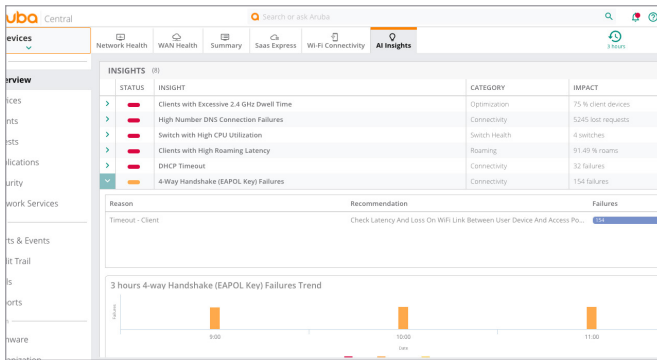 uba Central
Search or ask Aruba
evices
Network Health WAN Health Summary SaaS Express Wi-Fi Connectivity AI Insights
3 hours
erview
ices
nts
ests
lications
urity
work Services
rts & Events
dit Trail
ls
orts
nware
INSIGHTS (8)
STATUS INSIGHT CATEGORY IMPACT
Clients with Excessive 2.4 GHz Dwell Time Optimization 75 % client devices
High Number DNS Connection Failures Connectivity 5245 lost requests
Switch with High CPU Utilization Switch Health 4 switches
Clients with High Roaming Latency Roaming 91.49 % roams
DHCP Timeout Connectivity 32 failures
4-Way Handshake (EAPOL Key) Failures Connectivity 154 failures
Reason Recommendation Failures
Timeout - Client Check Latency And Loss On WiFi Link Between User Device And Access Po... 154
3 hours 4-way Handshake (EAPOL Key) Failures Trend
Failures
9:00 10:00 11:00